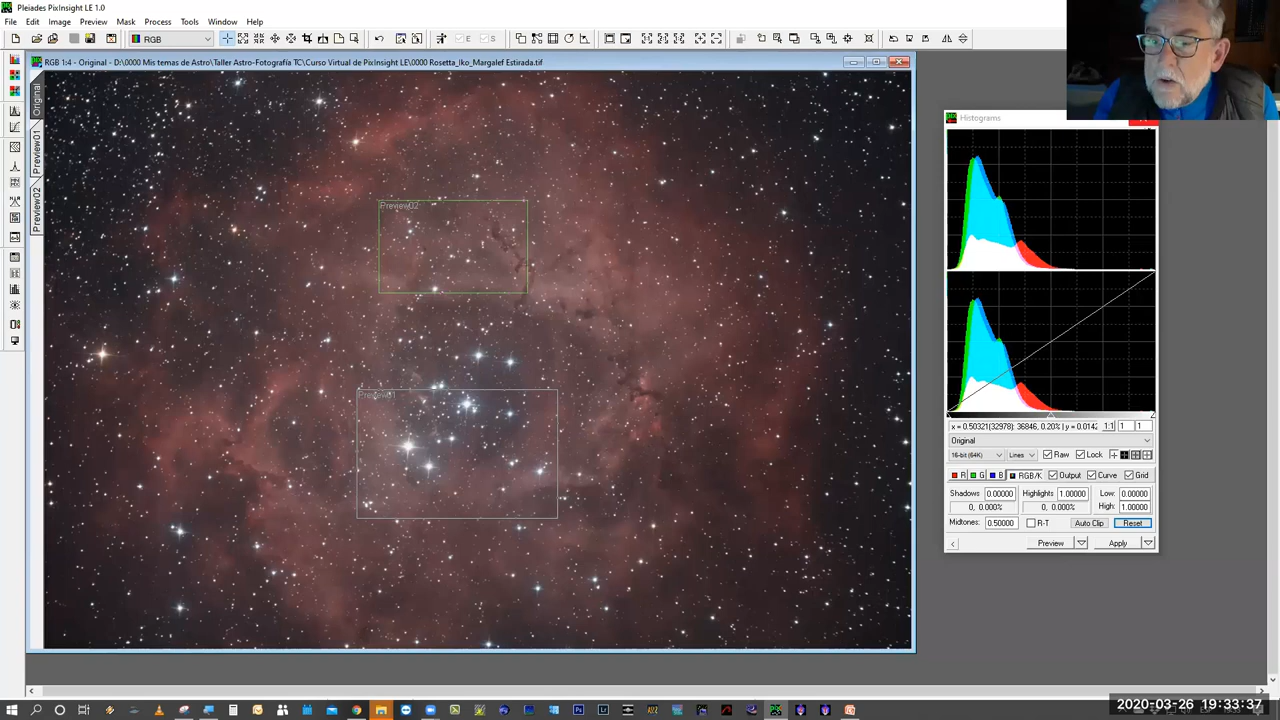 Pleiades PixInsight LE 1.0
File Edit Image Preview Mask Process Tools Window Help
RGB
RGB 1:4 - Original - D:\0000 Mis temas de Astro\Taller Astro-Fotografía TC\Curso Virtual de PixInsight LE\0000 Rosetta_Iko_Margalef Estirada.tif
Original
Preview01
Preview02
Preview02
Preview01
Histograms
x = 0.50321(32978): 36846, 0.20% | y = 0.0142 1:1 1 1
Original
16-bit (64K) Lines Raw Lock
R G B RGB/K Output Curve Grid
Shadows 0.00000 Highlights 1.00000 Low: 0.00000
0, 0.000% 0, 0.000% High: 1.00000
Midtones: 0.50000 R-T Auto Clip Reset
< Preview Apply
2020-03-26 19:33:37